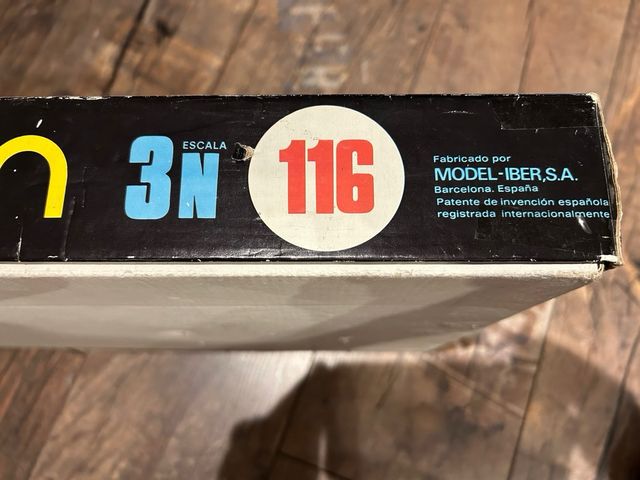 n
ESCALA
3N
116
Fabricado por
MODEL-IBER,S.A.
Barcelona. España
Patente de invención española
registrada internacionalmente